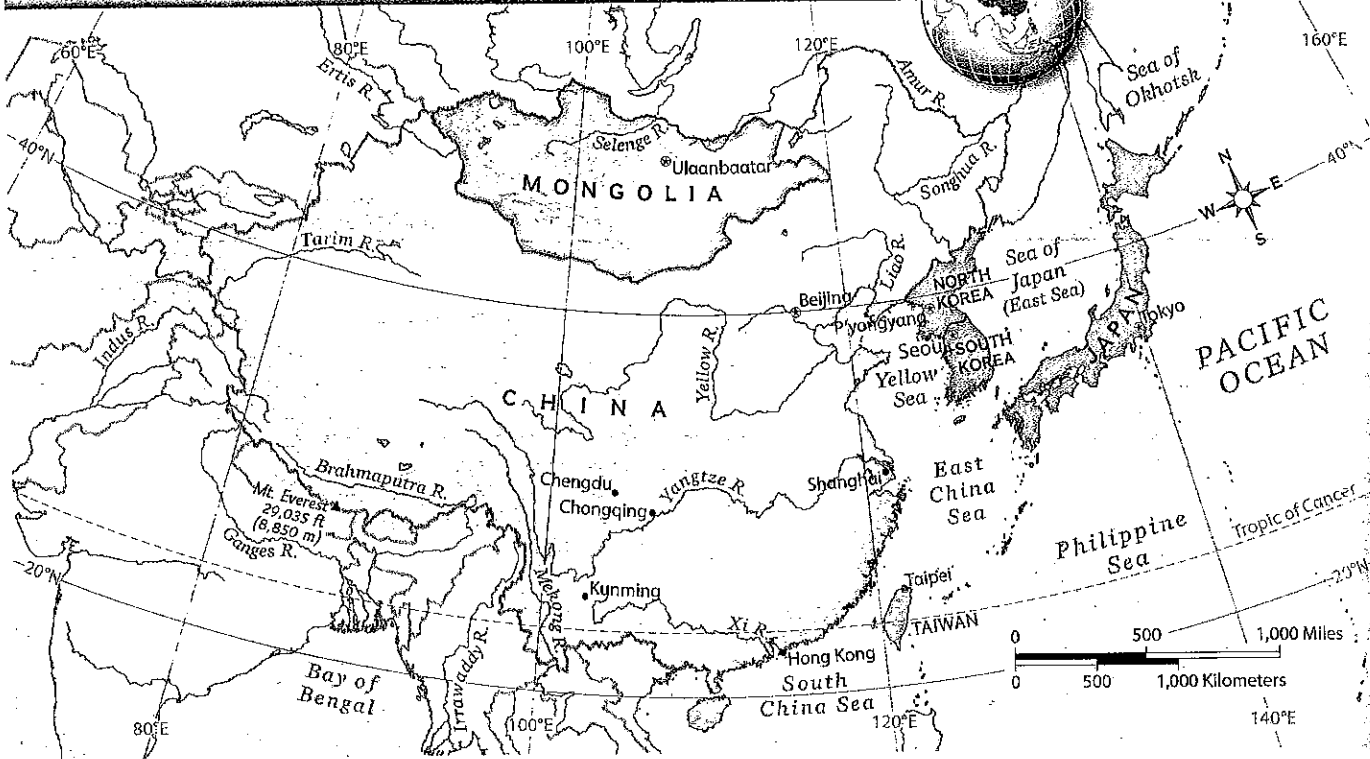 60°E
80°E
100°E
120°E
160°E
Ertis R.
Amur R.
Sea of
Okhotsk
40°N
Selenge R.
Ulaanbaatar
MONGOLIA
Songhua R.
40°N
N
W
E
S
Tarim R.
Liao R.
Sea of
Japan
(East Sea)
NORTH
KOREA
Beijing
P'yongyang
Seoul
SOUTH
KOREA
JAPAN
Tokyo
PACIFIC
OCEAN
Indus R.
Yellow R.
Yellow
Sea
CHINA
Brahmaputra R.
Chengdu
Chongqing
Yangtze R.
Shanghai
East
China
Sea
Mt. Everest
29,035 ft
(8,850 m)
Ganges R.
Philippine
Sea
Tropic of Cancer
20°N
20°N
Mekong R.
Kunming
Taipei
TAIWAN
Xi R.
Hong Kong
Irrawaddy R.
Bay of
Bengal
South
China Sea
0 500 1,000 Miles
0 500 1,000 Kilometers
80°E
100°E
120°E
140°E